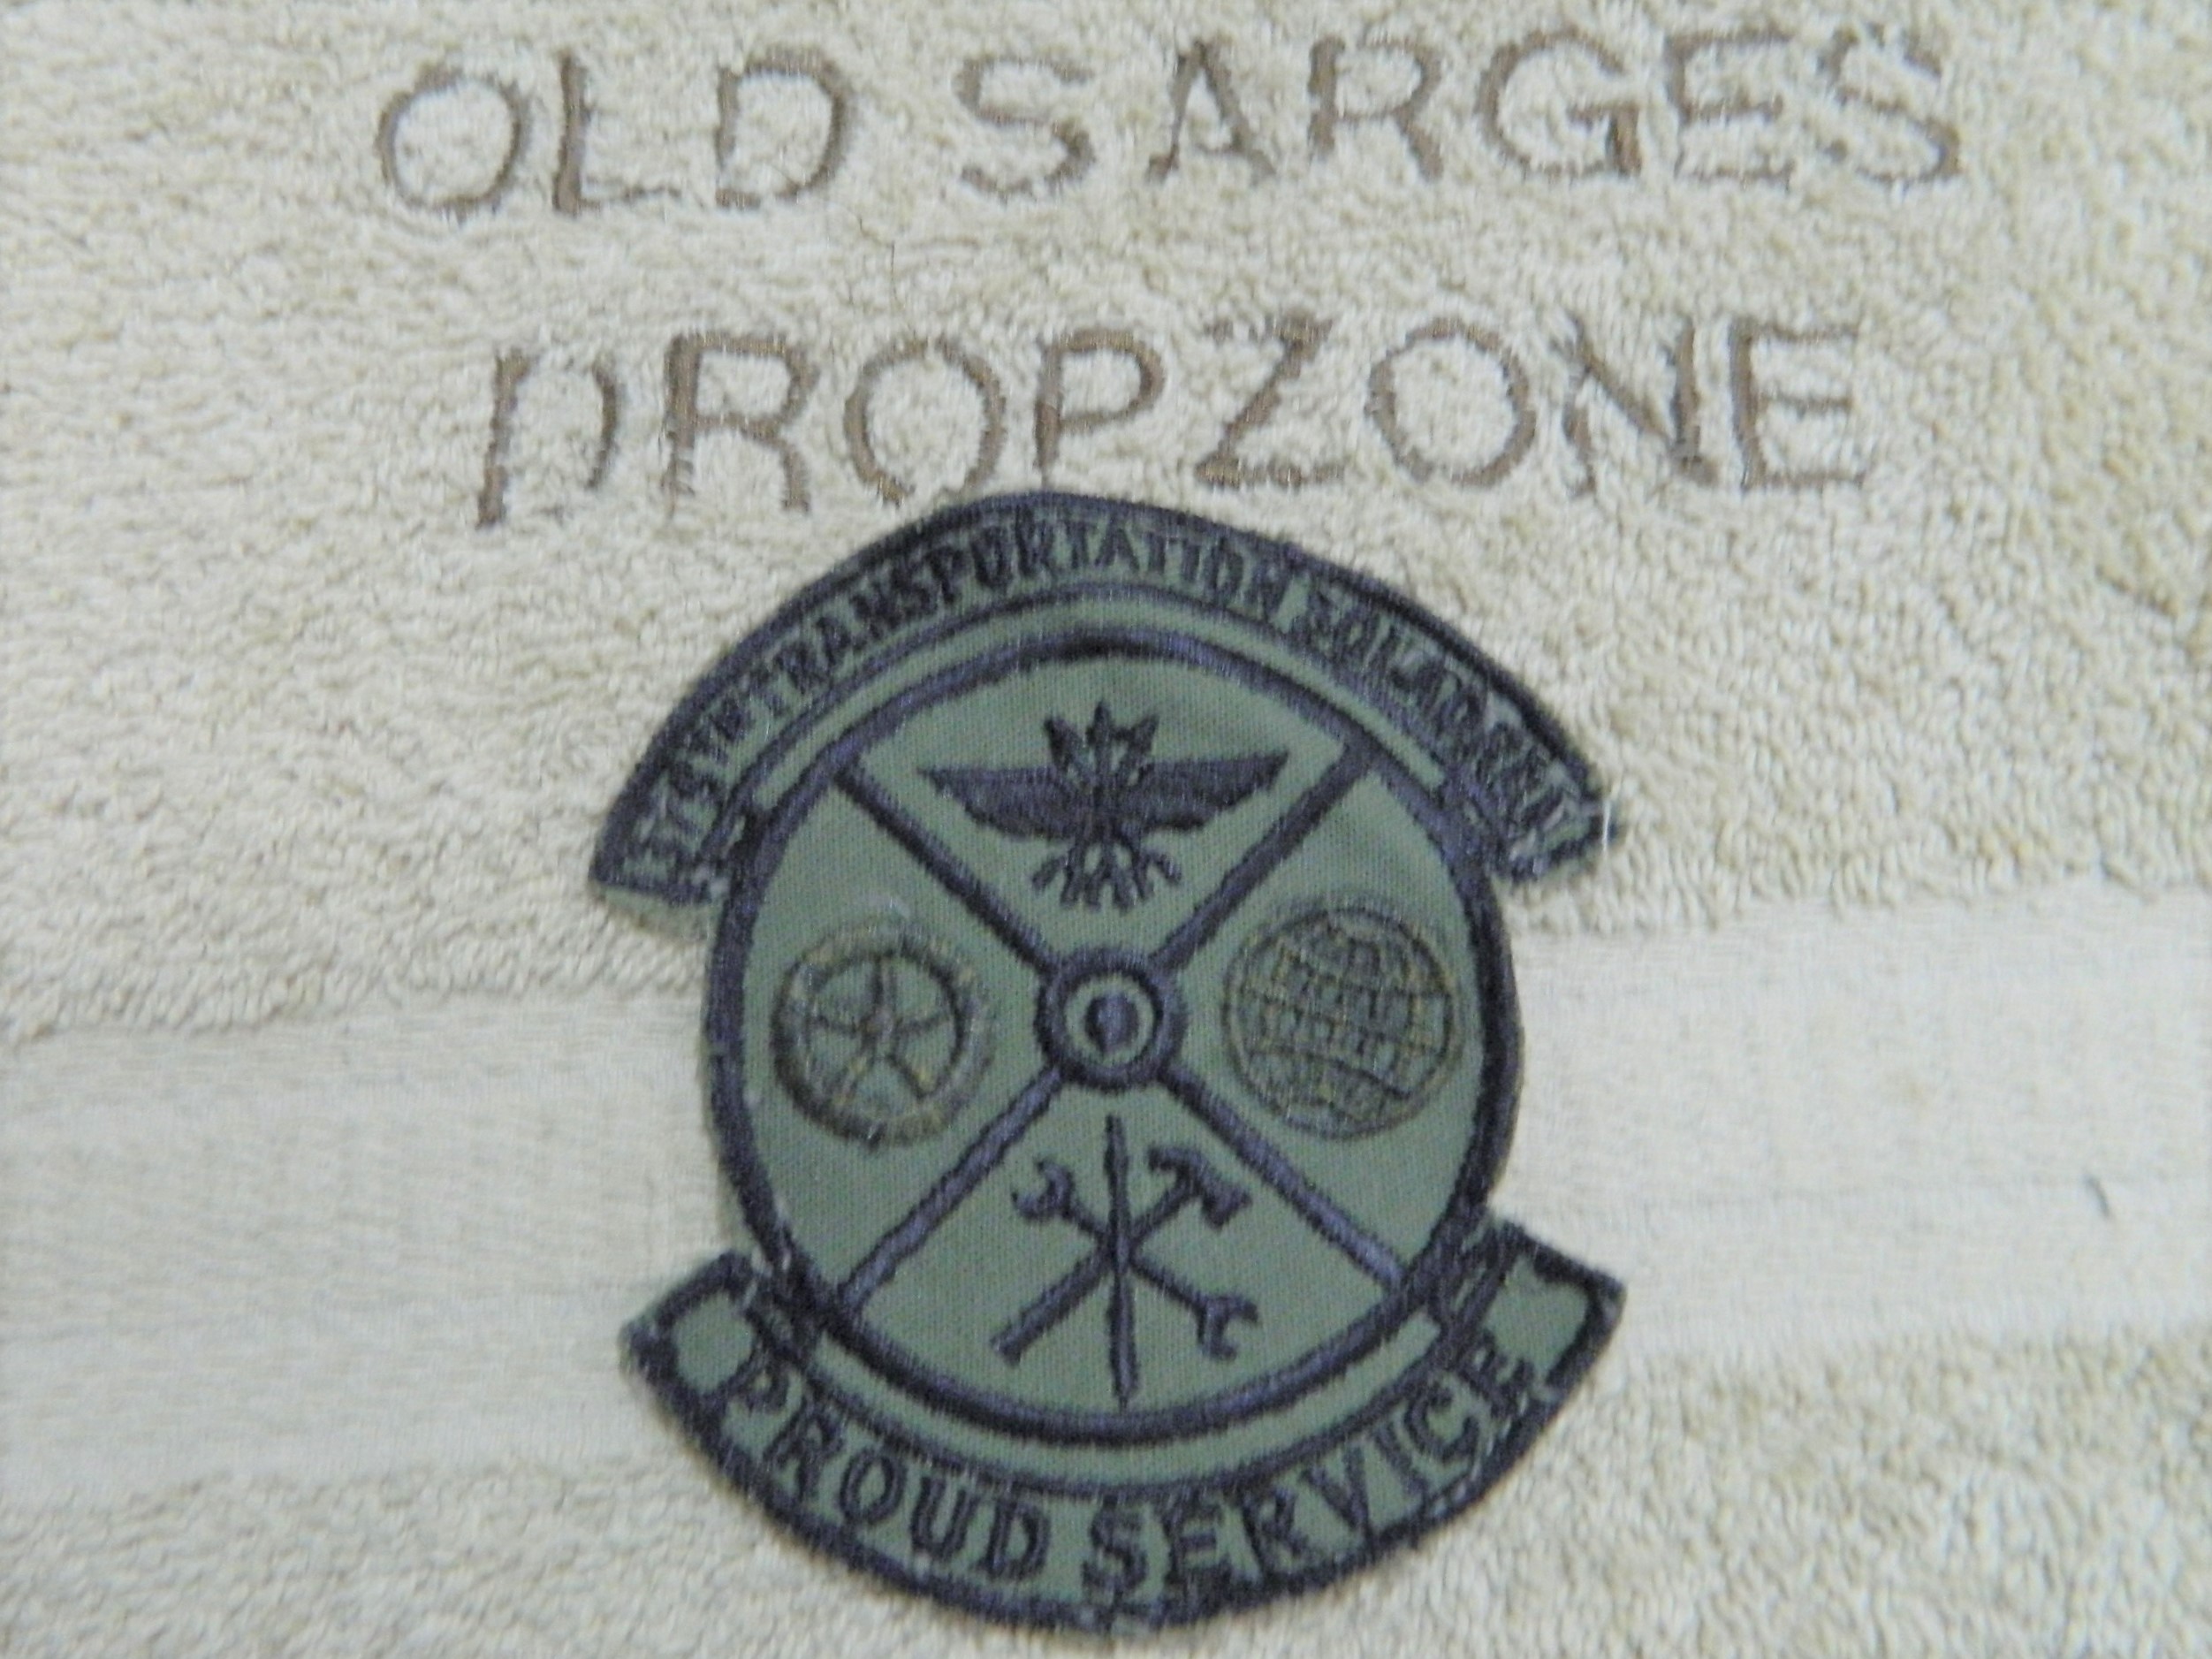 OLD SARGES
DROPZONE
TRANSPORTATION
PROUD SERVICE